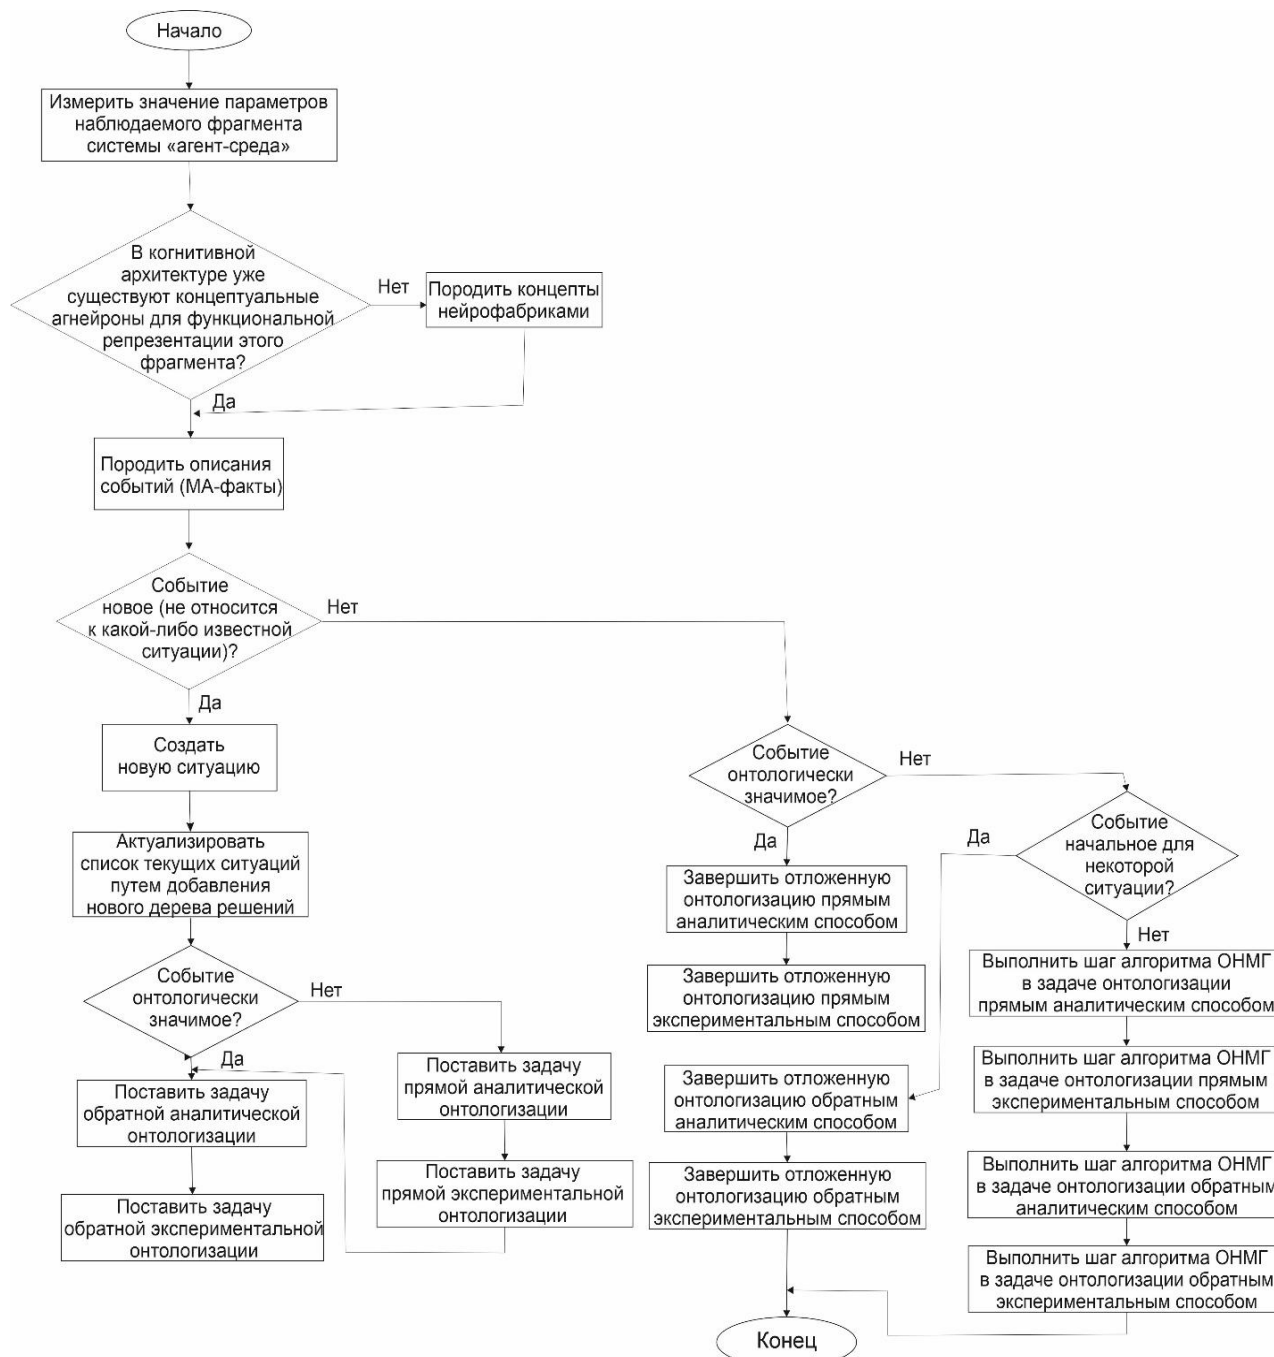 Начало
Измерить значение параметров
наблюдаемого фрагмента
системы «агент-среда»
В когнитивной
архитектуре уже
существуют концептуальные
агнейроны для функциональной
репрезентации этого
фрагмента?
Нет
Породить концепты
нейрофабриками
Да
Породить описания
событий (МА-факты)
Событие
новое (не относится
к какой-либо известной
ситуации)?
Нет
Да
Создать
новую ситуацию
Актуализировать
список текущих ситуаций
путем добавления
нового дерева решений
Событие
онтологически
значимое?
Нет
Да
Поставить задачу
обратной аналитической
онтологизации
Поставить задачу
обратной экспериментальной
онтологизации
Поставить задачу
прямой аналитической
онтологизации
Поставить задачу
прямой экспериментальной
онтологизации
Событие
онтологически
значимое?
Нет
Да
Завершить отложенную
онтологизацию прямым
аналитическим способом
Завершить отложенную
онтологизацию прямым
экспериментальным способом
Событие
начальное для
некоторой
ситуации?
Да
Нет
Завершить отложенную
онтологизацию обратным
аналитическим способом
Завершить отложенную
онтологизацию обратным
экспериментальным способом
Выполнить шаг алгоритма ОНМГ
в задаче онтологизации
прямым аналитическим способом
Выполнить шаг алгоритма ОНМГ
в задаче онтологизации прямым
экспериментальным способом
Выполнить шаг алгоритма ОНМГ
в задаче онтологизации обратным
аналитическим способом
Выполнить шаг алгоритма ОНМГ
в задаче онтологизации обратным
экспериментальным способом
Конец